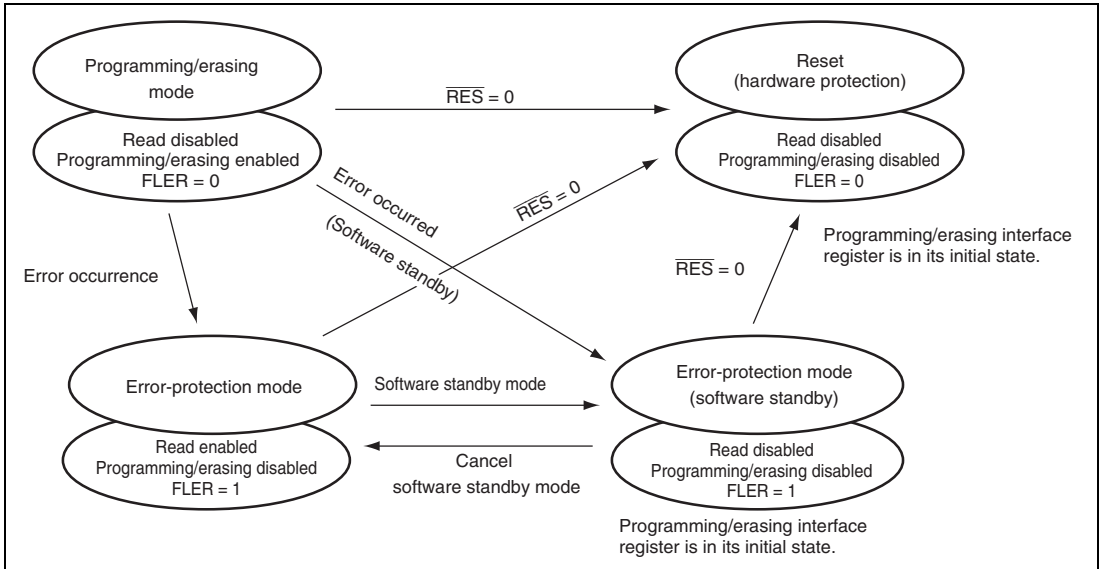 Programming/erasing
mode
Read disabled
Programming/erasing enabled
FLER = 0
RES = 0
Reset
(hardware protection)
Read disabled
Programming/erasing disabled
FLER = 0
Programming/erasing interface
register is in its initial state.
Error occurred
(Software standby)
RES = 0
RES = 0
Error occurrence
Error-protection mode
Read enabled
Programming/erasing disabled
FLER = 1
Software standby mode
Cancel
software standby mode
Error-protection mode
(software standby)
Read disabled
Programming/erasing disabled
FLER = 1
Programming/erasing interface
register is in its initial state.